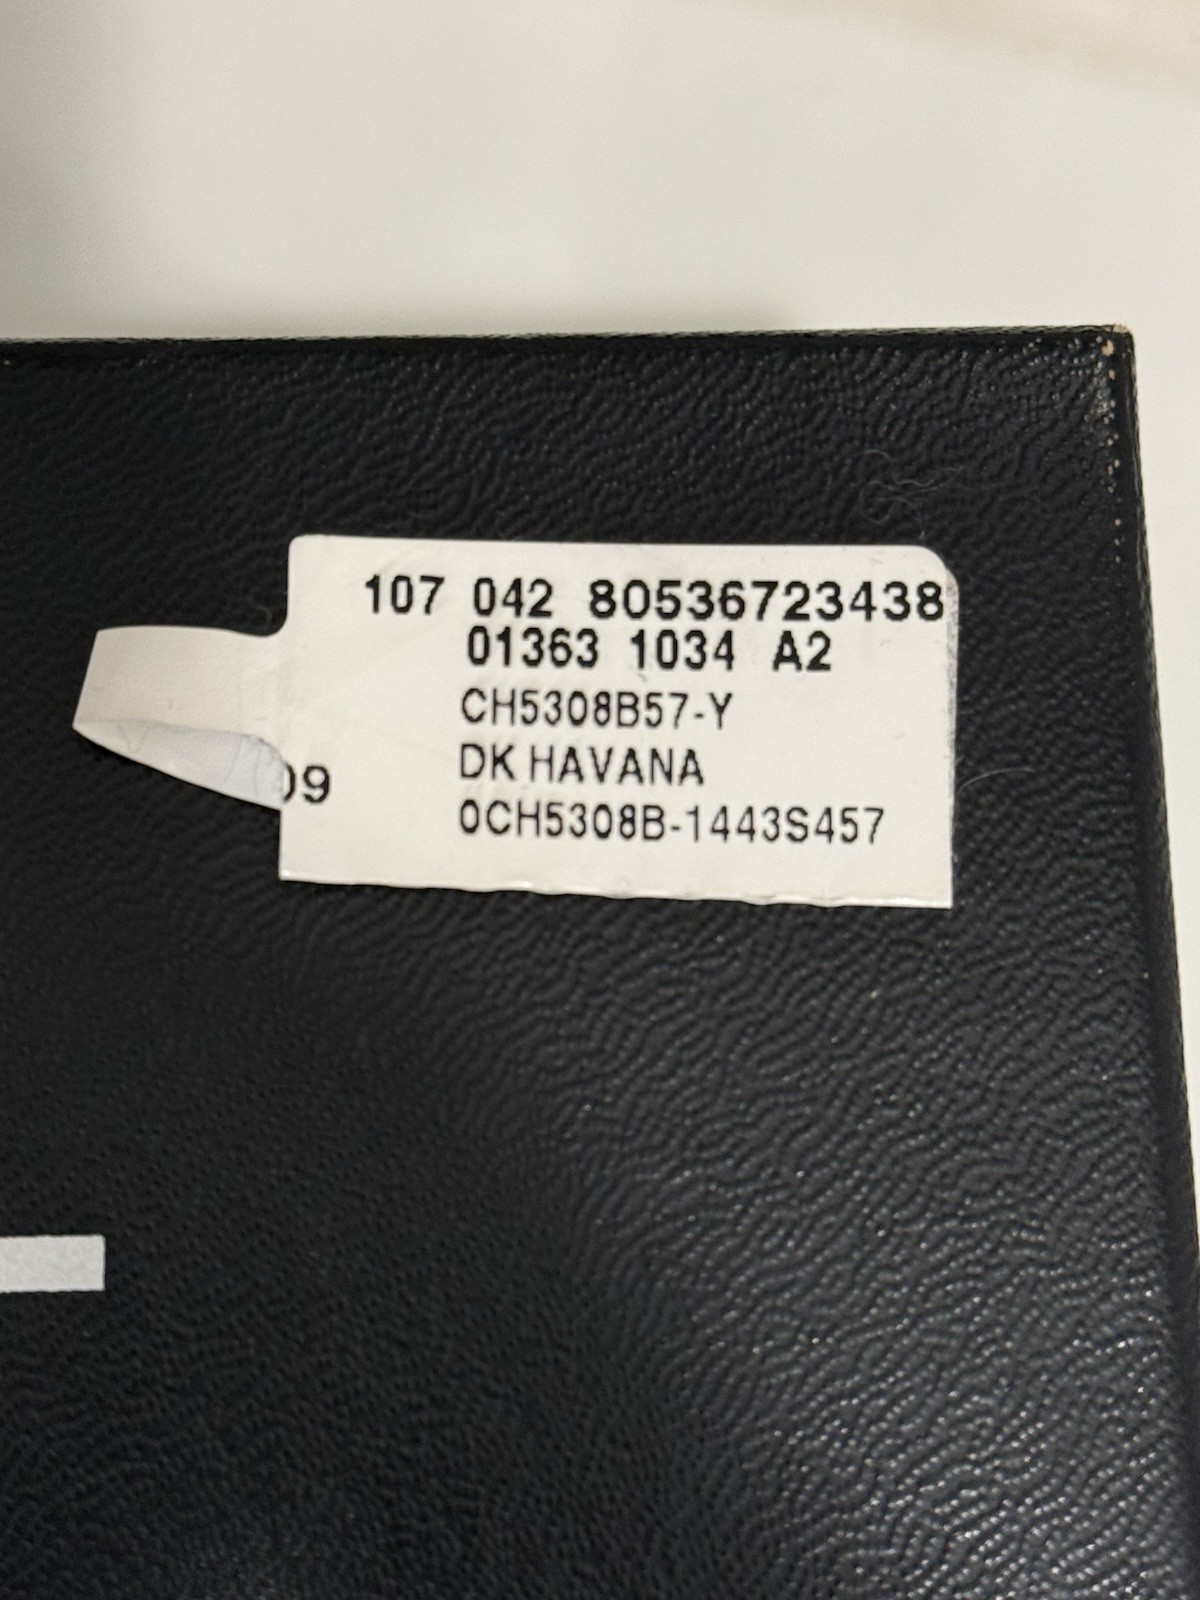 107 042 80536723438
01363 1034 A2
CH5308B57-Y
DK HAVANA
09
0CH5308B-1443S457